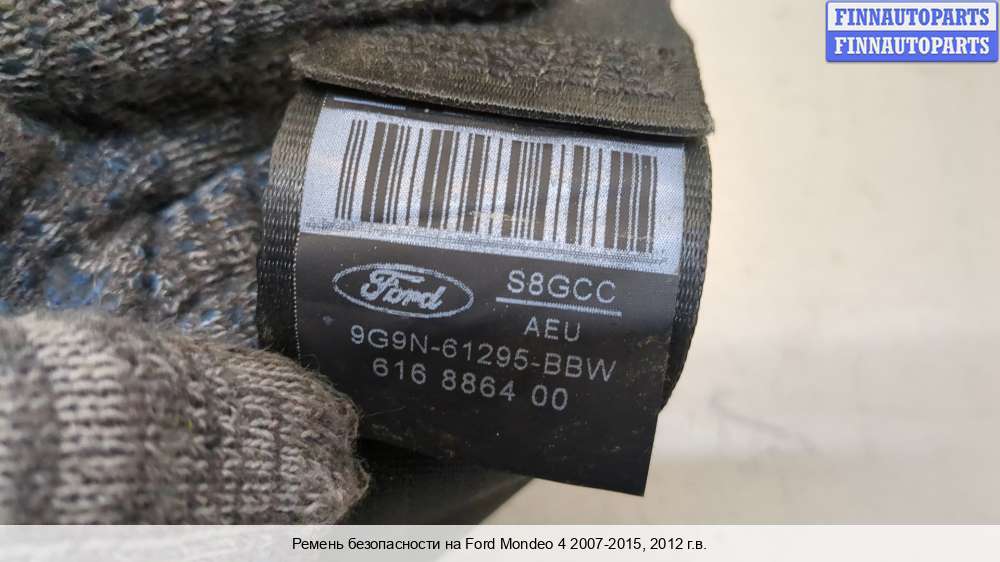 FINNAUTOPARTS
FINNAUTOPARTS
Ford
S8GCC
AEU
9G9N-61295-BBW
616 8864 00
Ремень безопасности на Ford Mondeo 4 2007-2015, 2012 г.в.